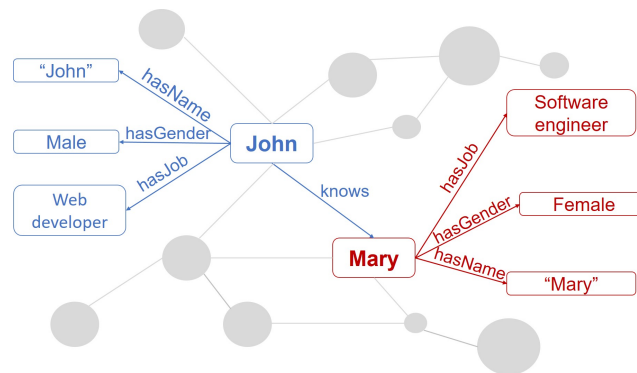 “John”
hasName
Male
hasGender
John
hasJob
Web
developer
knows
Mary
Software
engineer
hasJob
hasGender
Female
hasName
“Mary”